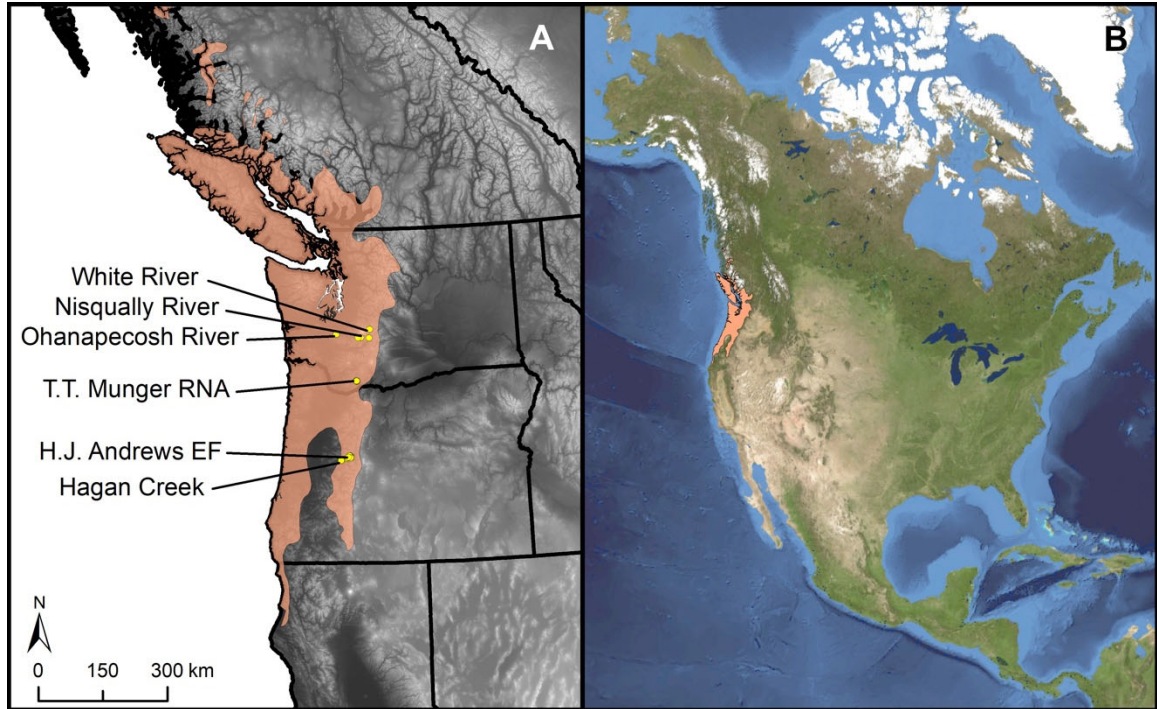 A
B
White River
Nisqually River
Ohanapecosh River
T.T. Munger RNA
H.J. Andrews EF
Hagan Creek
N
0 150 300 km